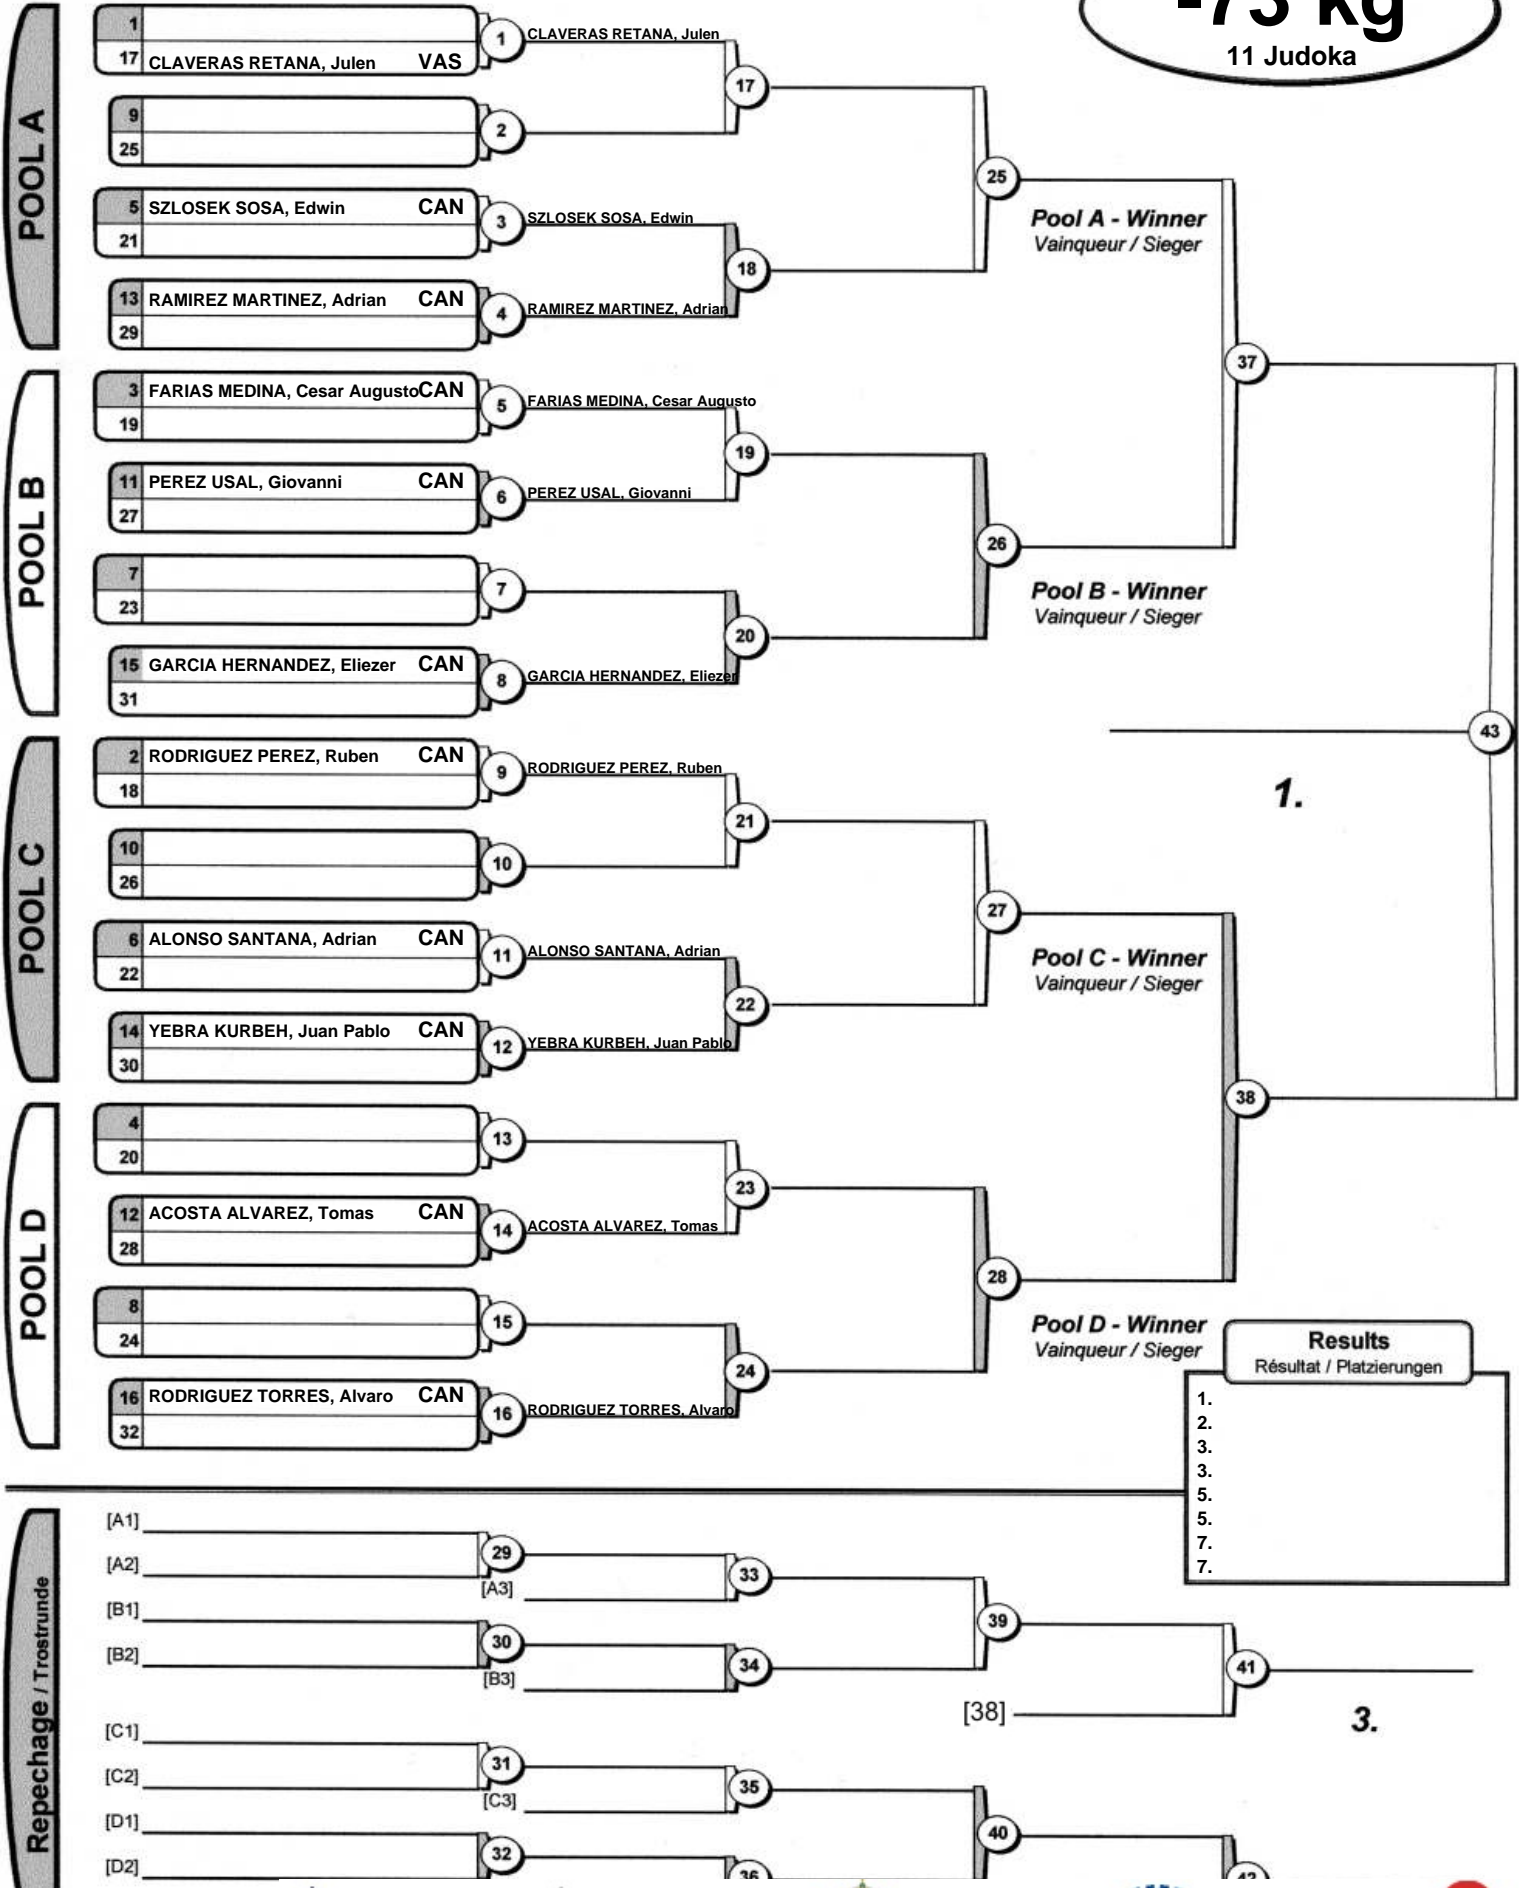 -73 kg
11 Judoka
POOL A
1
17 CLAVERAS RETANA, Julen VAS
1
CLAVERAS RETANA, Julen
17
9
25
2
25
5 SZLOSEK SOSA, Edwin CAN
21
3
SZLOSEK SOSA, Edwin
18
Pool A - Winner
Vainqueur / Sieger
13 RAMIREZ MARTINEZ, Adrian CAN
29
4
RAMIREZ MARTINEZ, Adrian
37
POOL B
3 FARIAS MEDINA, Cesar Augusto CAN
19
5
FARIAS MEDINA, Cesar Augusto
19
11 PEREZ USAL, Giovanni CAN
27
6
PEREZ USAL, Giovanni
26
7
23
7
20
Pool B - Winner
Vainqueur / Sieger
15 GARCIA HERNANDEZ, Eliezer CAN
31
8
GARCIA HERNANDEZ, Eliezer
43
1.
POOL C
2 RODRIGUEZ PEREZ, Ruben CAN
18
9
RODRIGUEZ PEREZ, Ruben
21
10
26
10
27
6 ALONSO SANTANA, Adrian CAN
22
11
ALONSO SANTANA, Adrian
22
Pool C - Winner
Vainqueur / Sieger
14 YEBRA KURBEH, Juan Pablo CAN
30
12
YEBRA KURBEH, Juan Pablo
38
POOL D
4
20
13
23
12 ACOSTA ALVAREZ, Tomas CAN
28
14
ACOSTA ALVAREZ, Tomas
28
8
24
15
24
Pool D - Winner
Vainqueur / Sieger
16 RODRIGUEZ TORRES, Alvaro CAN
32
16
RODRIGUEZ TORRES, Alvaro
Results
Résultat / Platzierungen
1.
2.
3.
3.
5.
5.
7.
7.
Repechage / Trostrunde
[A1]
[A2]
29
[A3]
33
[B1]
[B2]
30
[B3]
34
39
[38]
41
3.
[C1]
[C2]
31
[C3]
35
[D1]
[D2]
32
36
40
42